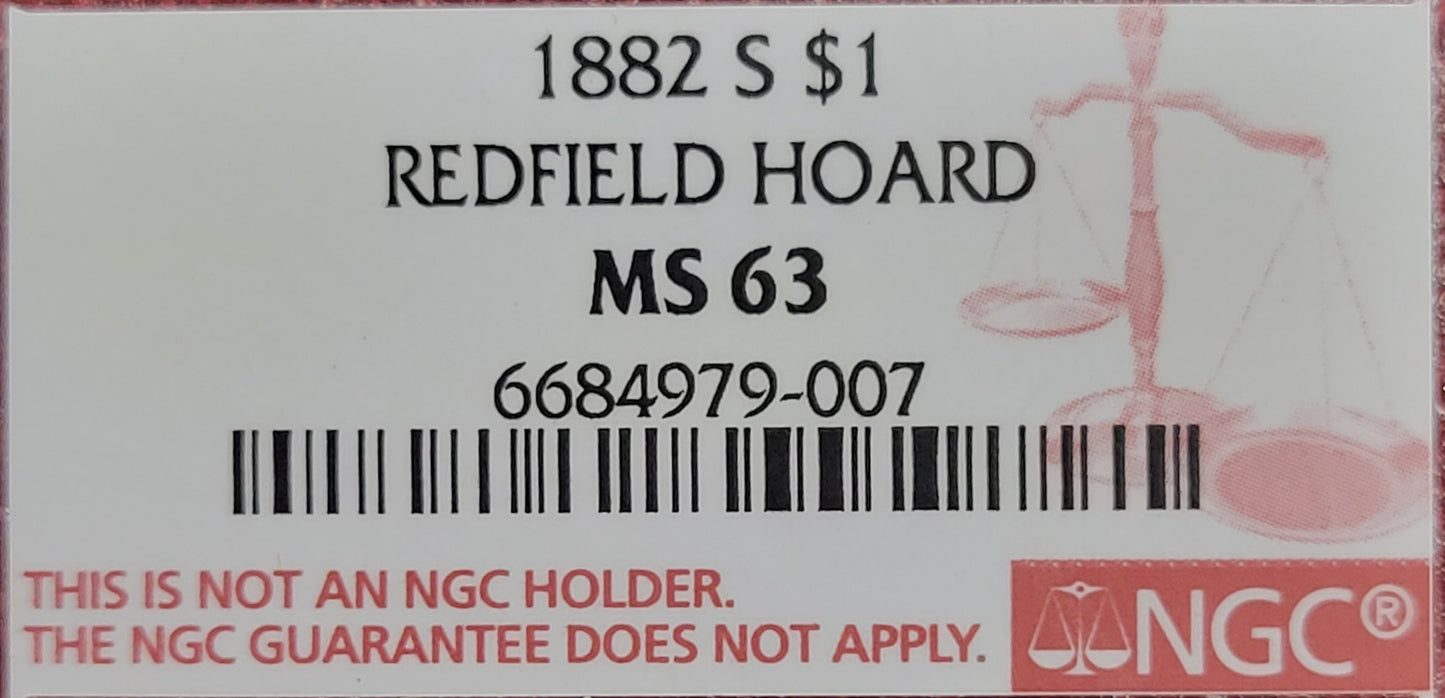 1882 S $1
REDFIELD HOARD
MS 63
6684979-007
THIS IS NOT AN NGC HOLDER.
THE NGC GUARANTEE DOES NOT APPLY.
NGC®